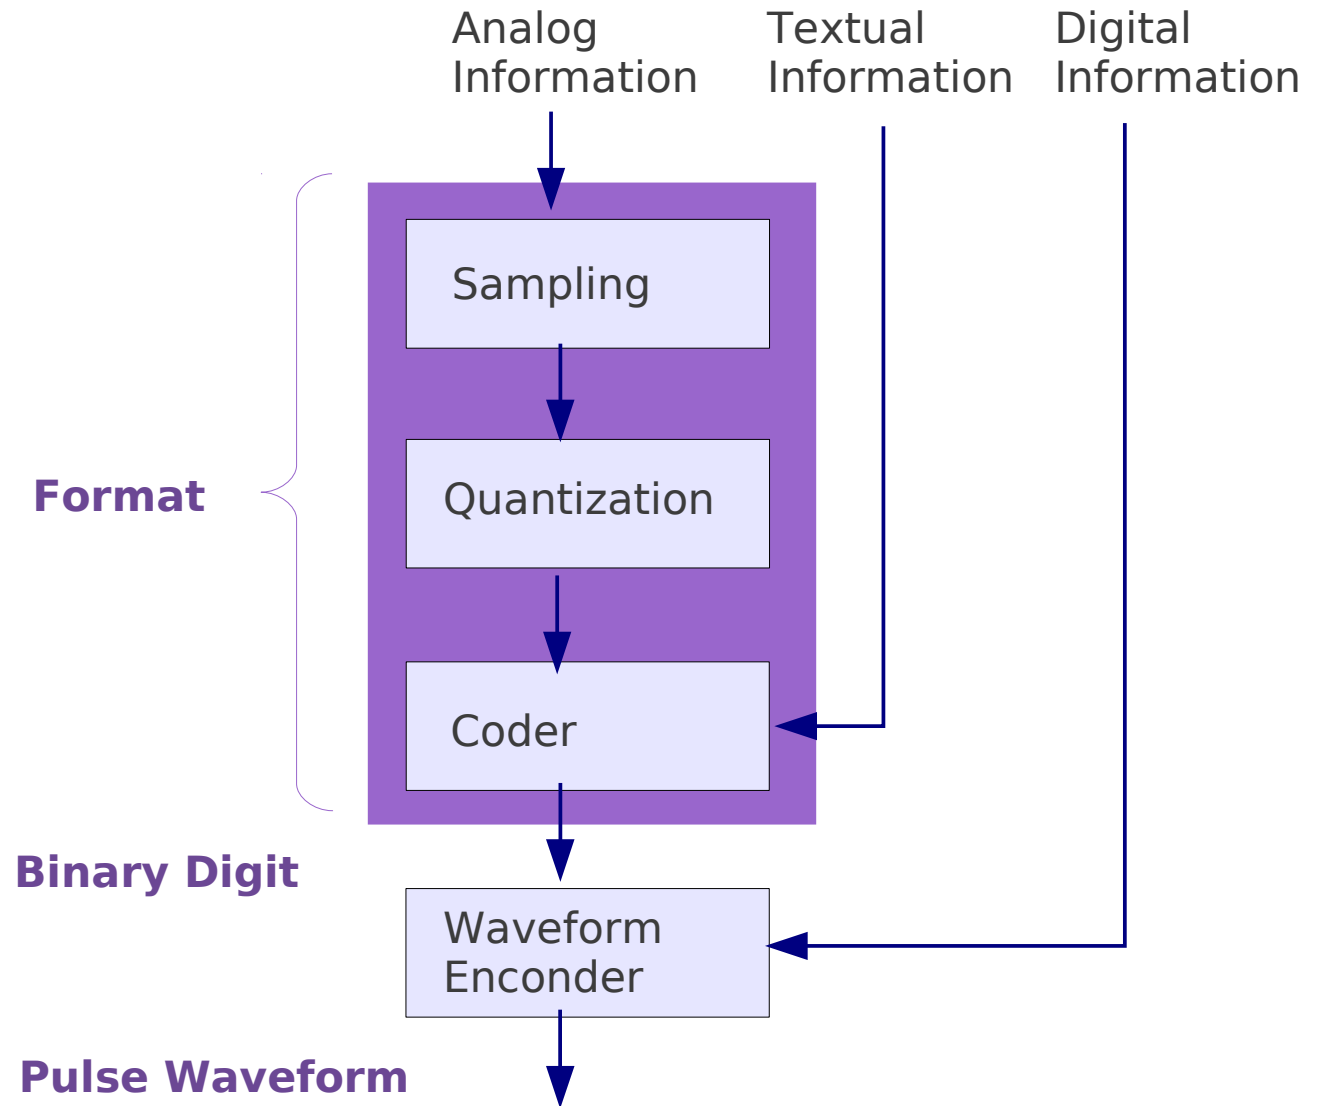 Analog
Information
Textual
Information
Digital
Information
Sampling
Format
Quantization
Coder
Binary Digit
Waveform
Enconder
Pulse Waveform